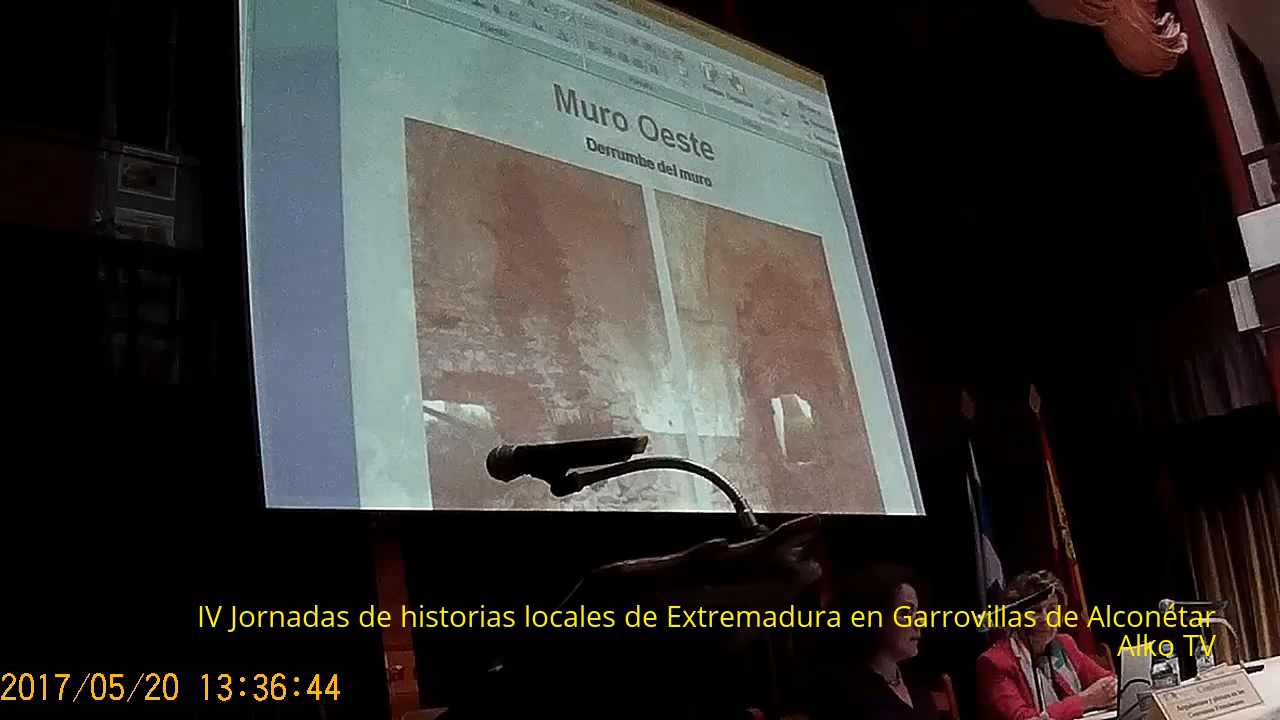 Muro Oeste
Derrumbe del muro
IV Jornadas de historias locales de Extremadura en Garrovillas de Alconétar
Alko TV
2017/05/20 13:36:44
Conferencia